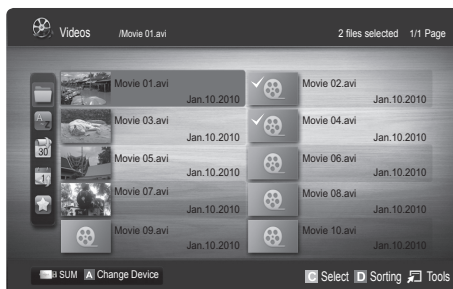 Videos /Movie 01.avi 2 files selected 1/1 Page
Movie 01.avi Movie 02.avi
Jan.10.2010 Jan.10.2010
Movie 03.avi Movie 04.avi
Jan.10.2010 Jan.10.2010
Movie 05.avi Movie 06.avi
Jan.10.2010 Jan.10.2010
Movie 07.avi Movie 08.avi
Jan.10.2010 Jan.10.2010
Movie 09.avi Movie 10.avi
Jan.10.2010 Jan.10.2010
SUM A Change Device C Select D Sorting Tools